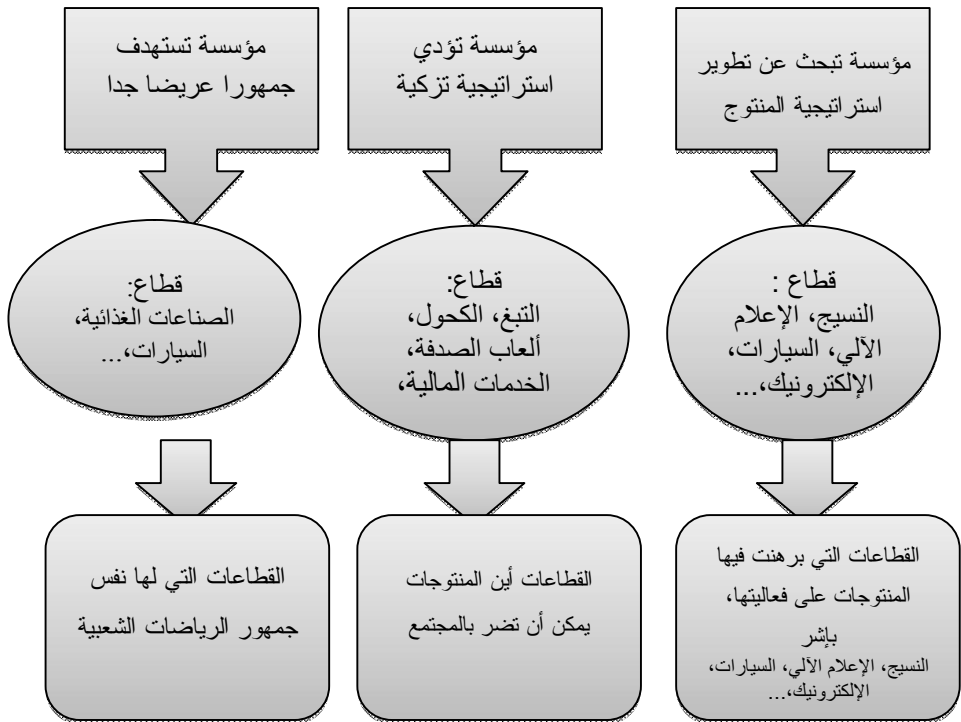 مؤسسة تبحث عن تطوير
استراتيجية المنتوج
مؤسسة تؤدي
استراتيجية تزكية
مؤسسة تستهدف
جمهورا عريضا جدا
قطاع :
النسيج، الإعلام
الآلي، السيارات،
الإلكترونيك،...
قطاع:
التبغ، الكحول،
ألعاب الصدفة،
الخدمات المالية،
قطاع:
الصناعات الغذائية،
السيارات،...
القطاعات التي برهنت فيها
المنتوجات على فعاليتها،
بإشر
النسيج، الإعلام الآلي، السيارات،
الإلكترونيك،...
القطاعات أين المنتوجات
يمكن أن تضر بالمجتمع
القطاعات التي لها نفس
جمهور الرياضات الشعبية